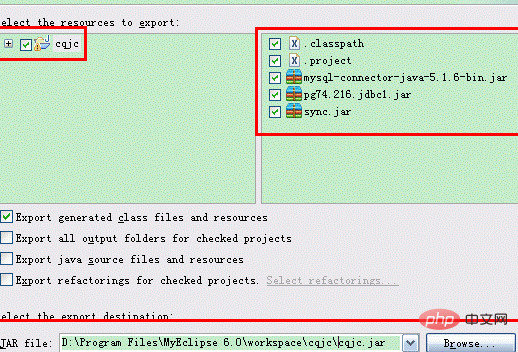 elect the resources to export:
cqjc
.classpath
.project
mysql-connector-java-5.1.6-bin.jar
pg74.216.jdbc1.jar
sync.jar
Export generated class files and resources
Export all output folders for checked projects
Export java source files and resources
Export refactorings for checked projects. Select refactorings...
elect the export destination:
JAR file: D:\Program Files\MyEclipse 6.0\workspace\cqjc\cqjc.jar Browse...
php 中文网